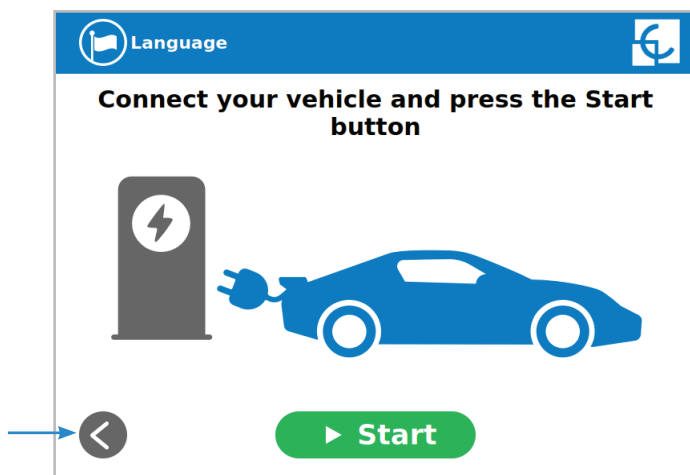 Language
Connect your vehicle and press the Start
button
Start